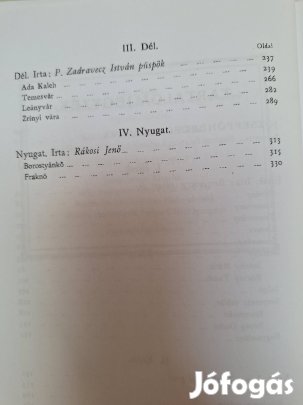 III. Dél.
Oldal
Dél. Irta: P. Zadravecz István püspök ... ... ... ... 237
Ada Kaleh ... ... ... ... ... ... ... 239
Temesvár ... ... ... ... ... ... ... 266
Leányvár ... ... ... ... ... ... ... 282
Zrinyi vára ... ... ... ... ... ... ... 289
IV. Nyugat.
Nyugat, Irta: Rákosi Jenő ... ... ... ... ... 313
Borostyánkő ... ... ... ... ... ... ... 315
Fraknó ... ... ... ... ... ... ... 330
Jófogás